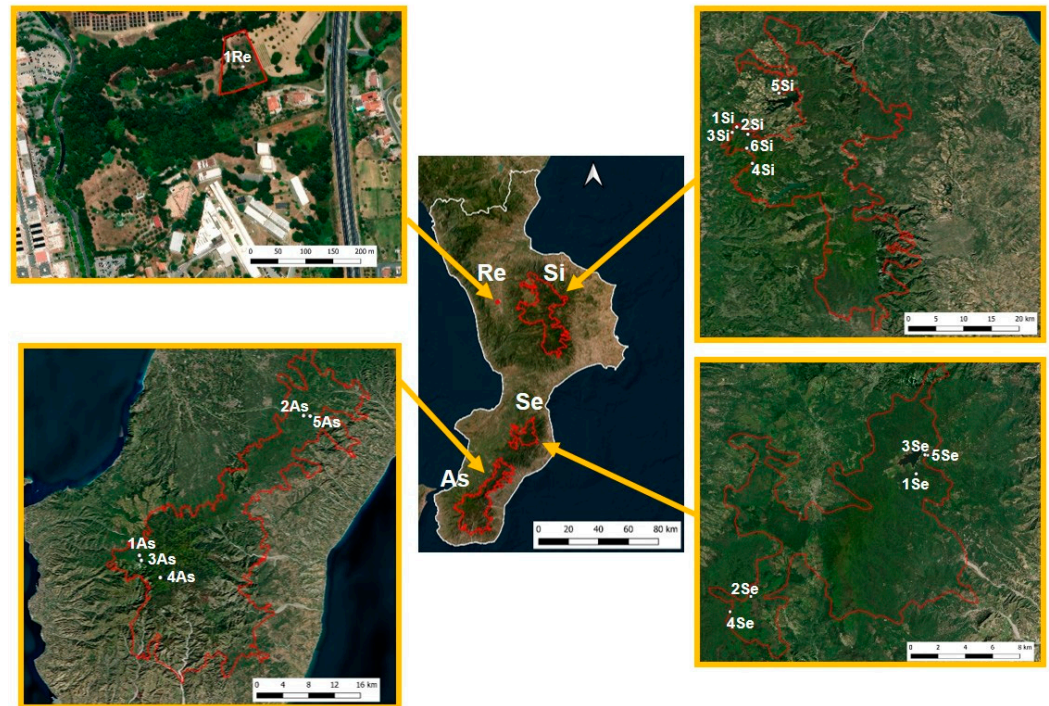 1Re
0 50 100 150 200 m
5Si
1Si 2Si
3Si
6Si
4Si
0 5 10 15 20 km
Re Si
Se
As
0 20 40 60 80 km
2As
5As
1As
3As
4As
0 4 8 12 16 km
3Se
5Se
1Se
2Se
4Se
0 2 4 6 8 km